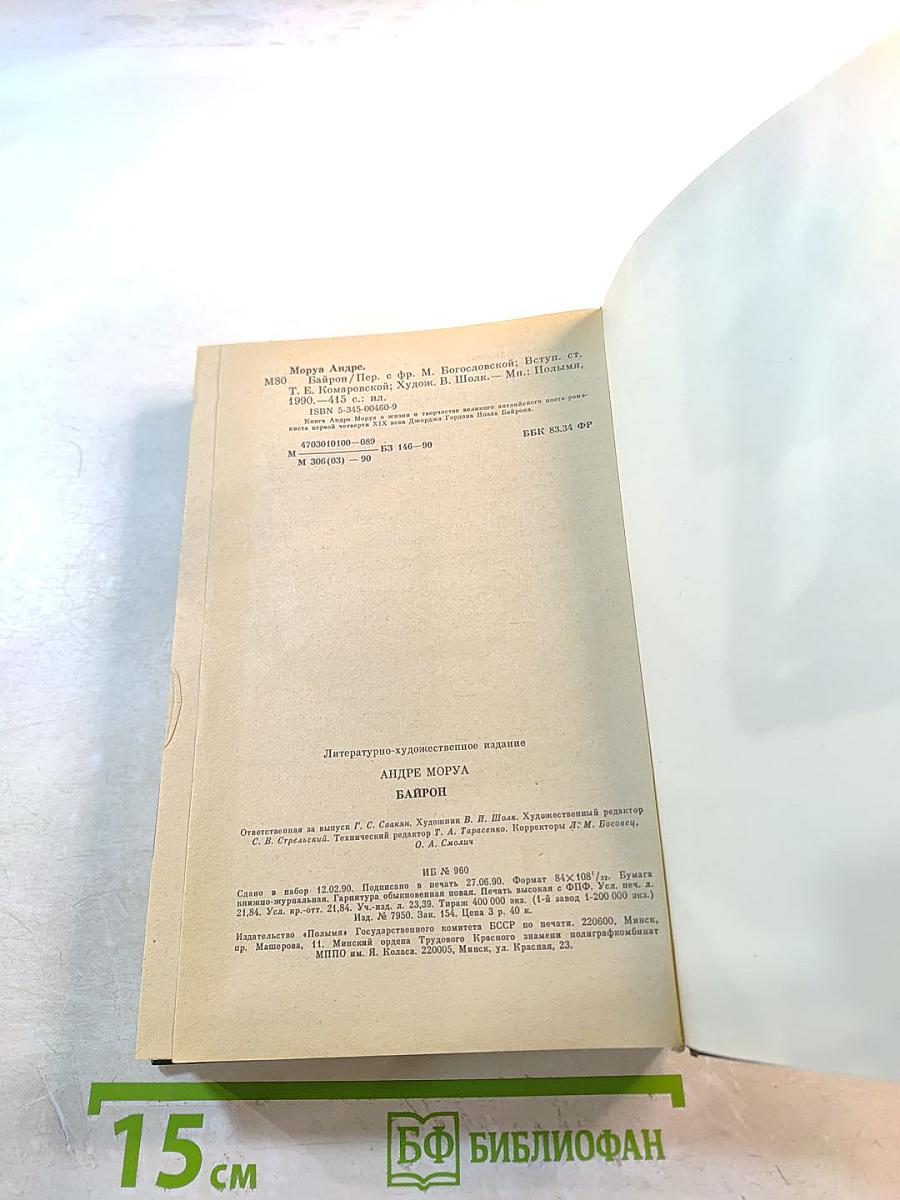 Моруа Андре.
М80 Байрон/Пер. с фр. М. Богословской; Вступ. ст.
Т. Е. Комаровской; Худож. В. Шолк.— Мн.: Полымя,
1990.—415 с.: ил.
ISBN 5-345-00460-9
Книга Андре Моруа о жизни и творчестве великого английского поэта-рома-
нтиста первой четверти XIX века Джорджа Гордона Ноэля Байрона.
М 4703010100—089 БЗ 146—90
М 306(03) — 90
ББК 83.34 ФР
Литературно-художественное издание
АНДРЕ МОРУА
БАЙРОН
Ответственная за выпуск Г. С. Свакян. Художник В. И. Шолк. Художественный редактор
С. В. Стрельский. Технический редактор Т. А. Тарасенко. Корректоры Л. М. Босовец,
О. А. Смолич
ИБ № 960
Сдано в набор 12.02.90. Подписано в печать 27.06.90. Формат 84×108¹/₃₂. Бумага
книжно-журнальная. Гарнитура обыкновенная новая. Печать высокая с ФПФ. Усл. печ. л.
21,84. Усл. кр.-отт. 21,84. Уч.-изд. л. 23,39. Тираж 400 000 экз. (1-й завод 1-200 000 экз.)
Изд. № 7950. Зак. 154. Цена 3 р. 40 к.
Издательство «Полымя» Государственного комитета БССР по печати. 220600, Минск,
пр. Машерова, 11. Минский ордена Трудового Красного знамени полиграфкомбинат
МППО им. Я. Коласа. 220005, Минск, ул. Красная, 23.
15 см
БФ БИБЛИОФАН